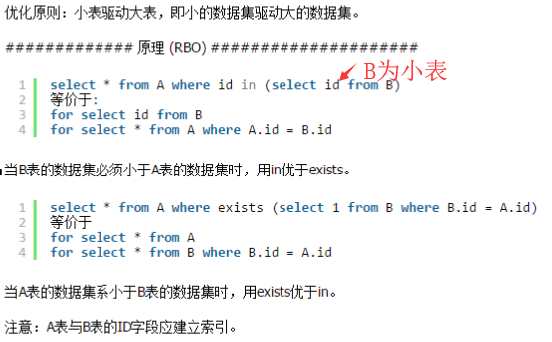 优化原则：小表驱动大表，即小的数据集驱动大的数据集。
############# 原理 (RBO) #####################
B为小表
1 select * from A where id in (select id from B)
2 等价于:
3 for select id from B
4 for select * from A where A.id = B.id
当B表的数据集必须小于A表的数据集时，用in优于exists。
1 select * from A where exists (select 1 from B where B.id = A.id)
2 等价于
3 for select * from A
4 for select * from B where B.id = A.id
当A表的数据集系小于B表的数据集时，用exists优于in。
注意：A表与B表的ID字段应建立索引。